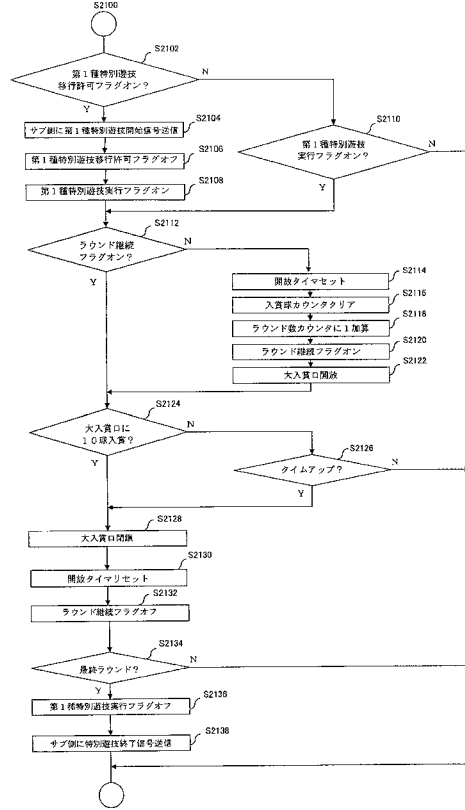 S2100
S2102
第1種特別遊技
移行許可フラグオン?
N
Y
S2104
サブ側に第1種特別遊技開始信号送信
S2106
第1種特別遊技移行許可フラグオフ
S2108
第1種特別遊技実行フラグオン
S2110
第1種特別遊技
実行フラグオン?
N
Y
S2112
ラウンド継続
フラグオン?
N
Y
S2114
開放タイマセット
S2116
入賞球カウンタクリア
S2118
ラウンド数カウンタに1加算
S2120
ラウンド継続フラグオン
S2122
大入賞口開放
S2124
大入賞口に
10球入賞?
N
Y
S2126
タイムアップ?
N
Y
S2128
大入賞口閉鎖
S2130
開放タイマリセット
S2132
ラウンド継続フラグオフ
S2134
最終ラウンド?
N
Y
S2136
第1種特別遊技実行フラグオフ
S2138
サブ側に特別遊技終了信号送信